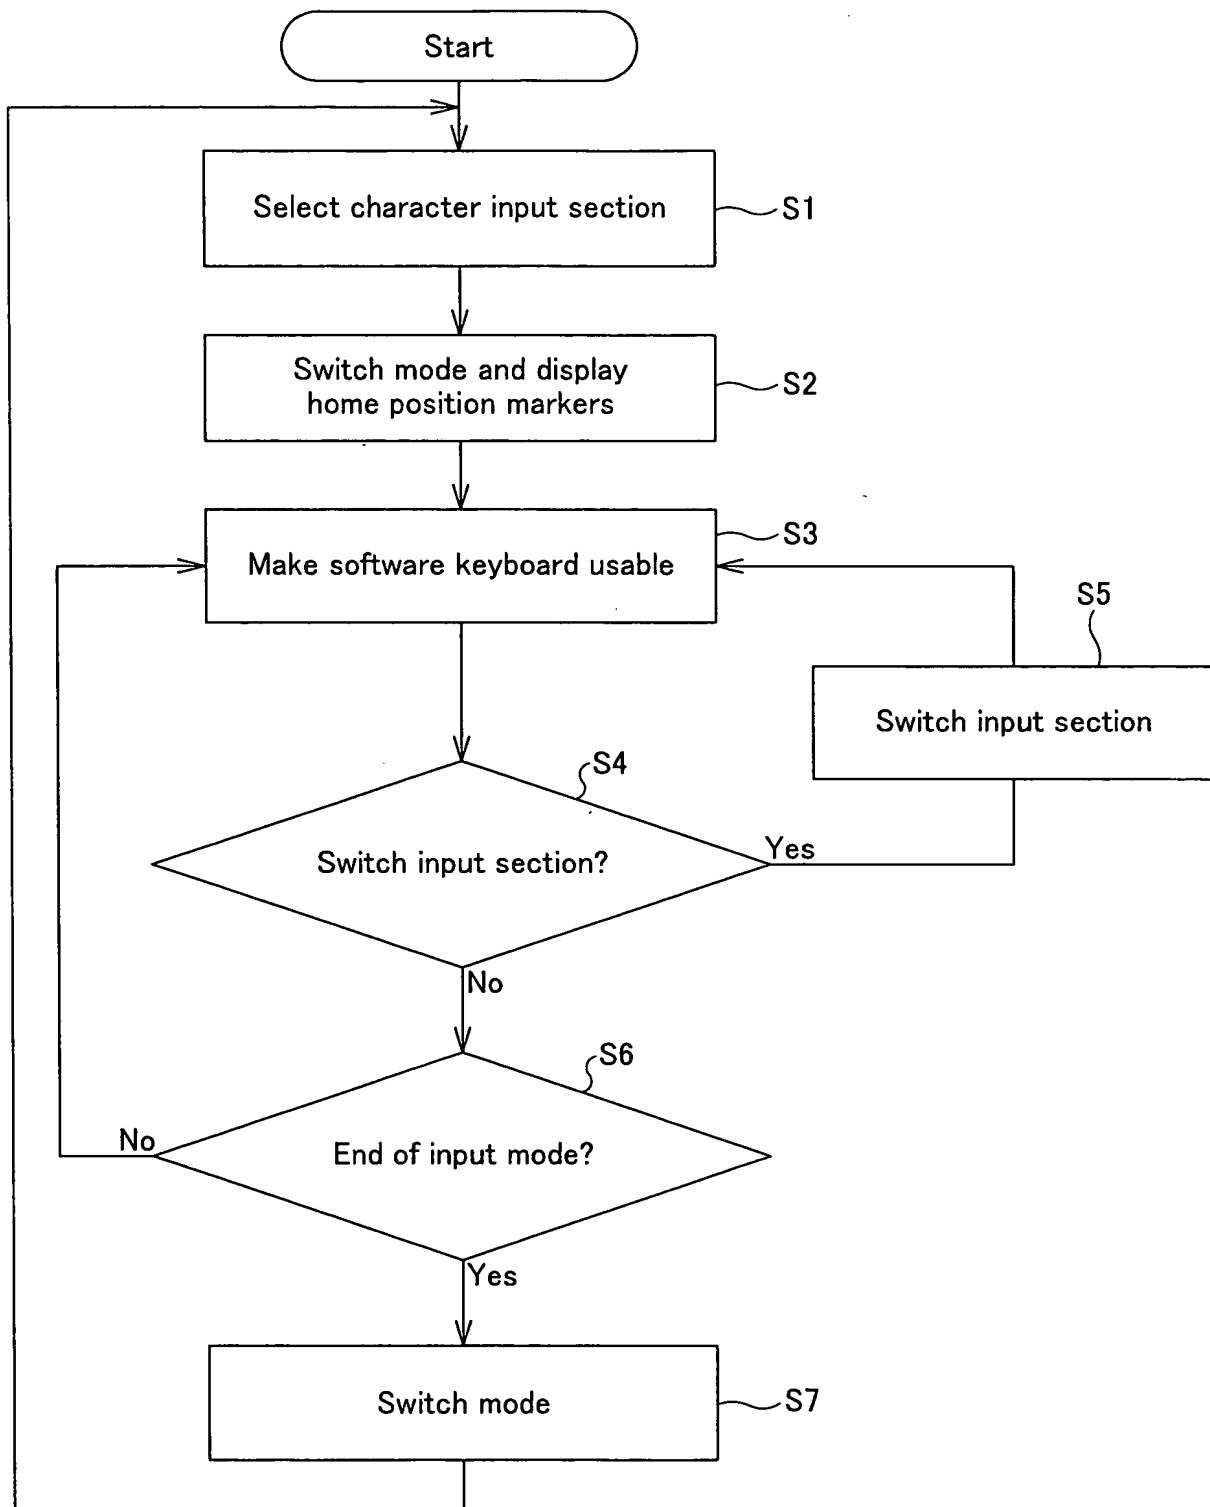 Start
Select character input section
S1
Switch mode and display
home position markers
S2
Make software keyboard usable
S3
S5
Switch input section
S4
Switch input section?
Yes
No
S6
End of input mode?
No
Yes
Switch mode
S7